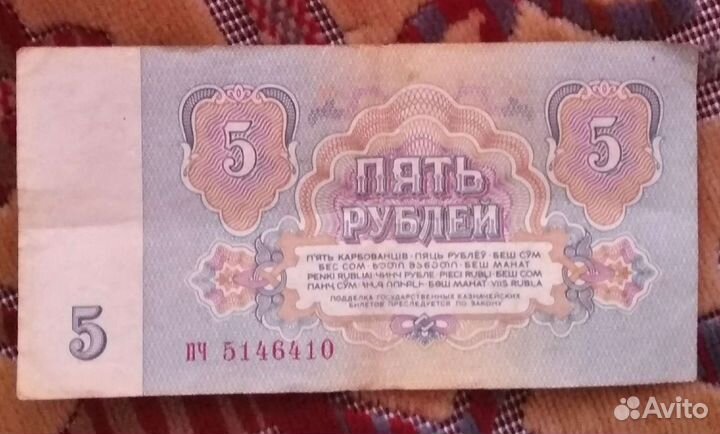 5
5
ПЯТЬ
РУБЛЕЙ
П'ЯТЬ КАРБОВАНЦІВ · ПЯЦЬ РУБЛЁЎ · БЕШ СЎМ
БЕС СОМ · ᲮᲣᲗᲘ ᲛᲐᲜᲔᲗᲘ · БЕШ МАНАТ
PENKI RUBLIAI · ЧИНЧ РУБЛЕ · PIECI RUBĻI · БЕШ СОМ
ПАНҶ СЎМ · ՀԻՆԳ ՌՈՒԲԼԻ · БӘШ МАНАТ · VIIS RUBLA
ПОДДЕЛКА ГОСУДАРСТВЕННЫХ КАЗНАЧЕЙСКИХ
БИЛЕТОВ ПРЕСЛЕДУЕТСЯ ПО ЗАКОНУ
5
ПЧ 5146410
Avito